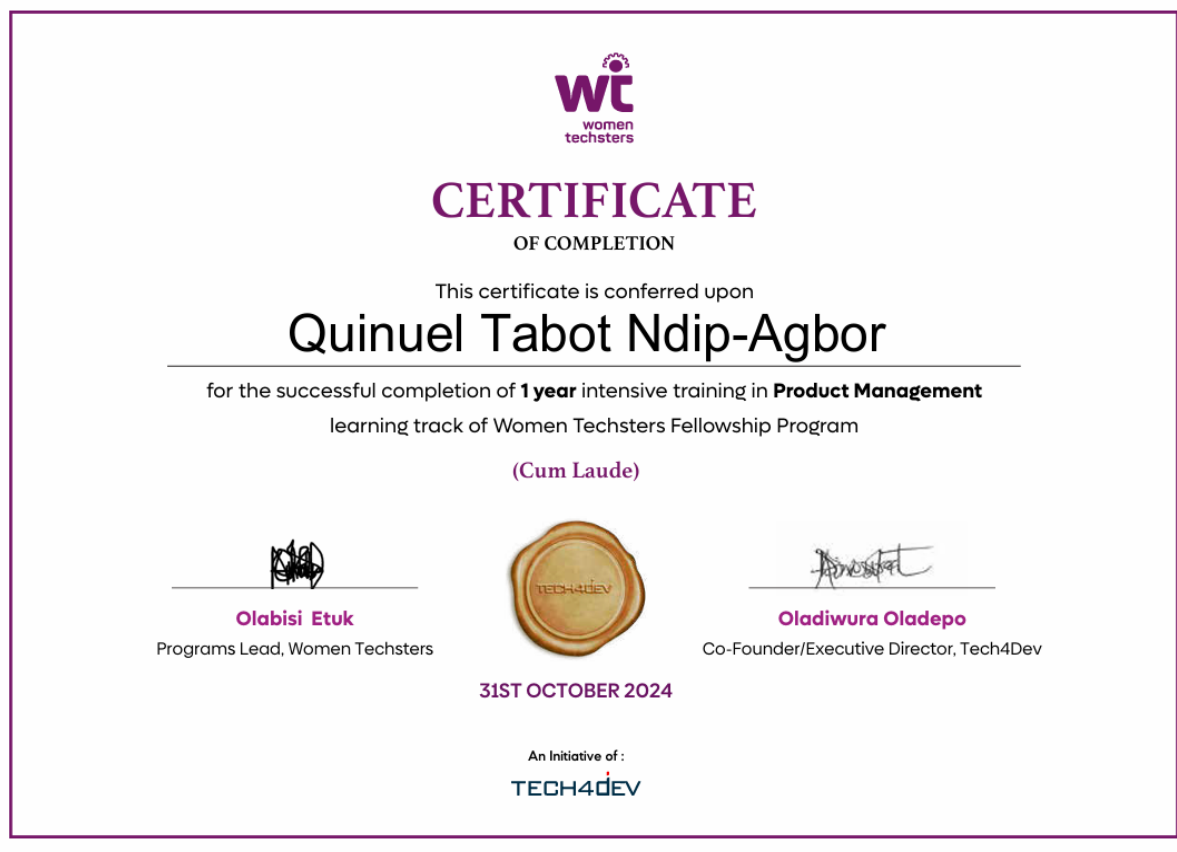 wt
women
techsters
CERTIFICATE
OF COMPLETION
This certificate is conferred upon
Quinuel Tabot Ndip-Agbor
for the successful completion of 1 year intensive training in Product Management
learning track of Women Techsters Fellowship Program
(Cum Laude)
TECH4DEV
Olabisi Etuk
Oladiwura Oladepo
Programs Lead, Women Techsters
Co-Founder/Executive Director, Tech4Dev
31ST OCTOBER 2024
An Initiative of :
TECH4DEV